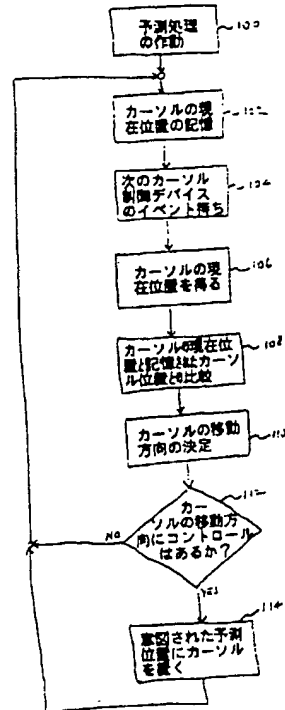 予測処理
の作動
100
カーソルの現
在位置の記憶
102
次のカーソル
制御デバイス
のイベント待ち
104
カーソルの現
在位置を得る
106
カーソルの現在位
置と記憶されたカーソ
ル位置との比較
108
カーソルの移動
方向の決定
110
カー
ソルの移動方
向にコントロール
はあるか?
112
NO
YES
意図された予測
位置にカーソル
を置く
114